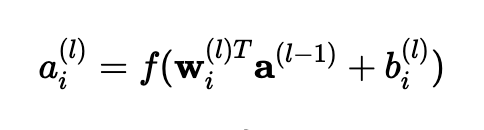 a_i^{(l)} = f(\mathbf{w}_i^{(l)T} \mathbf{a}^{(l-1)} + b_i^{(l)})